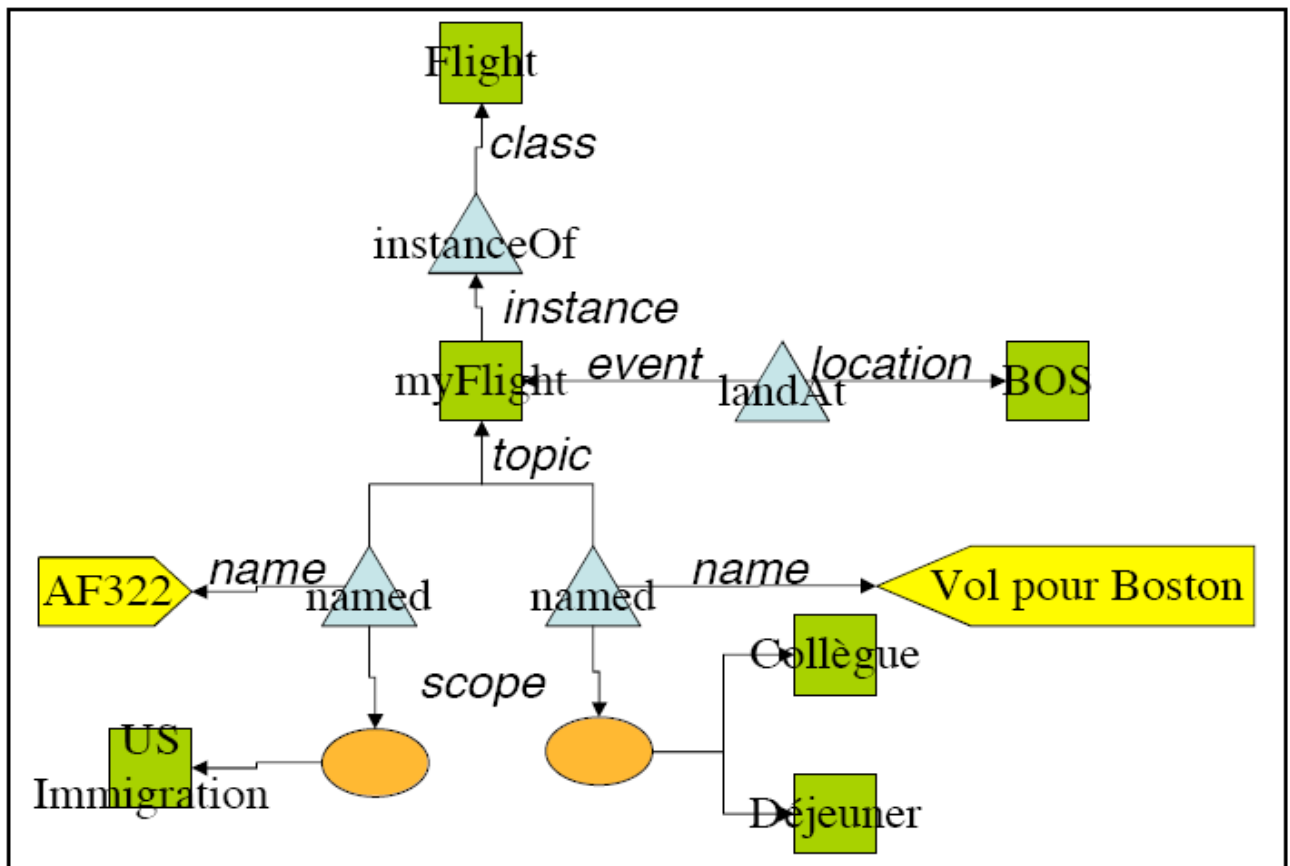 Flight
class
instanceOf
instance
myFlight
event
landAt
location
BOS
topic
AF322
name
named
named
name
Vol pour Boston
scope
Collègue
US
Immigration
Déjeuner